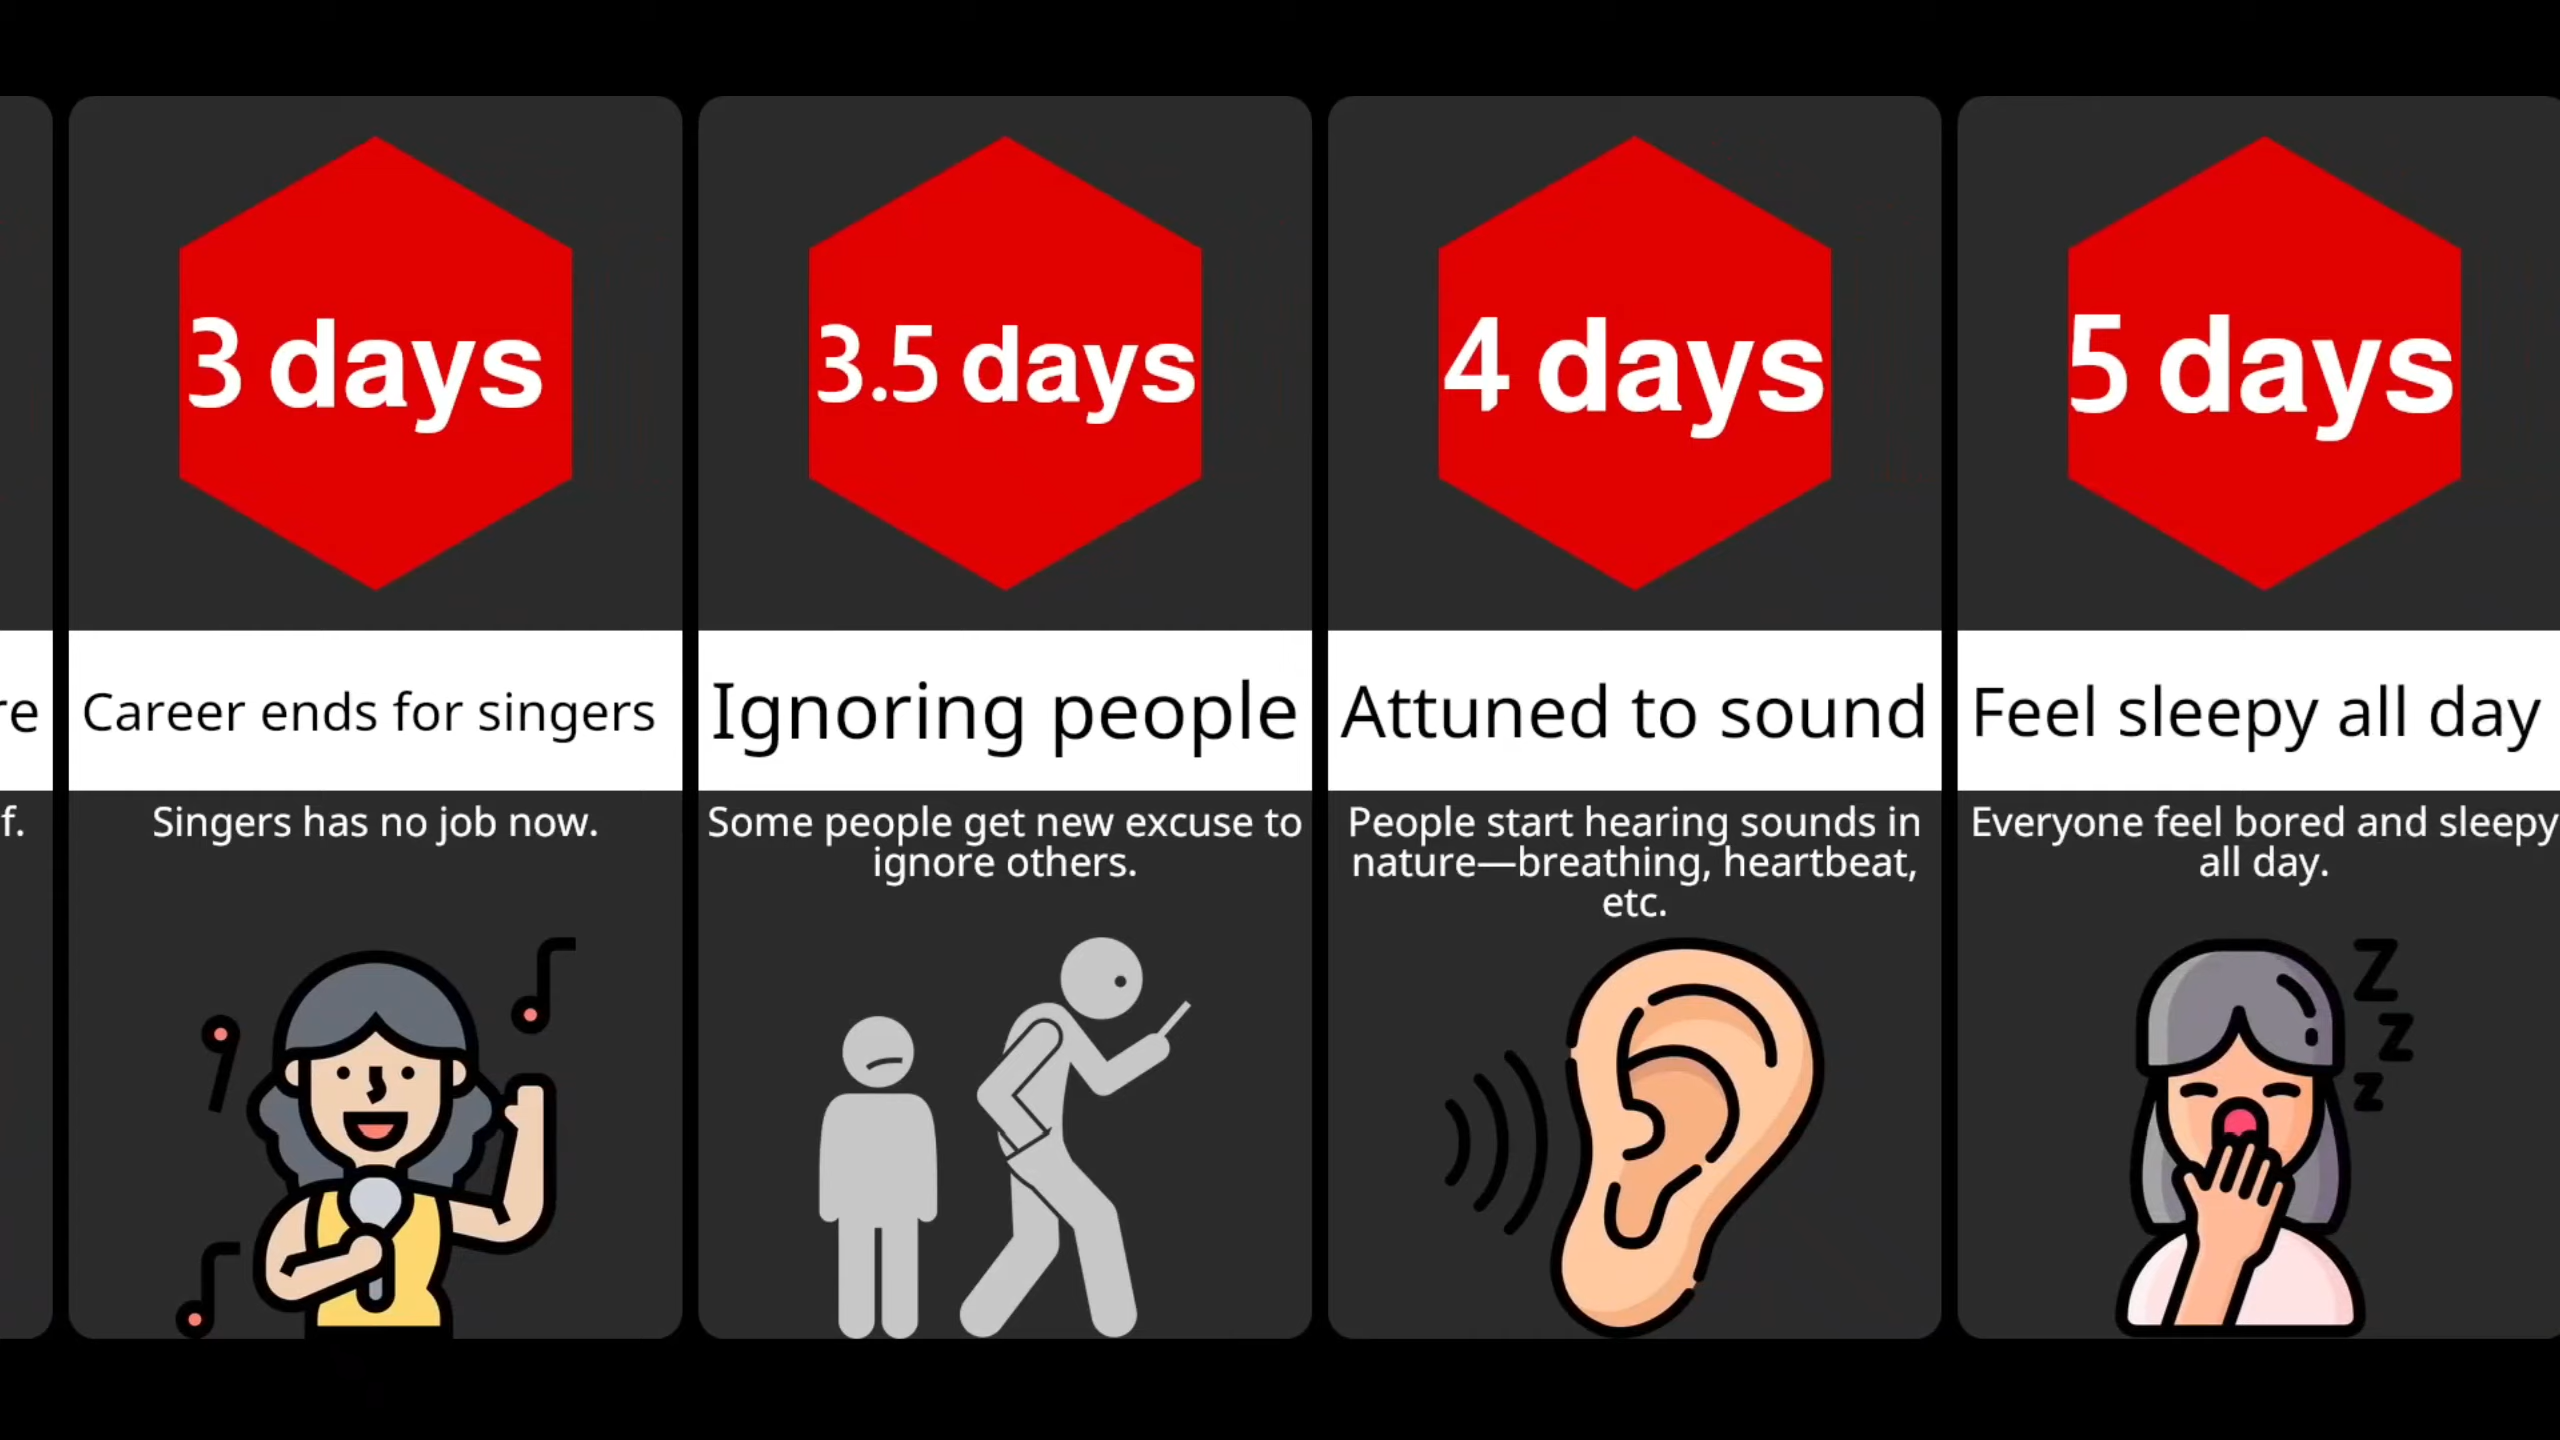 re
f.
3 days
Career ends for singers
Singers has no job now.
3.5 days
Ignoring people
Some people get new excuse to
ignore others.
4 days
Attuned to sound
People start hearing sounds in
nature—breathing, heartbeat,
etc.
5 days
Feel sleepy all day
Everyone feel bored and sleepy
all day.
Z
Z
Z